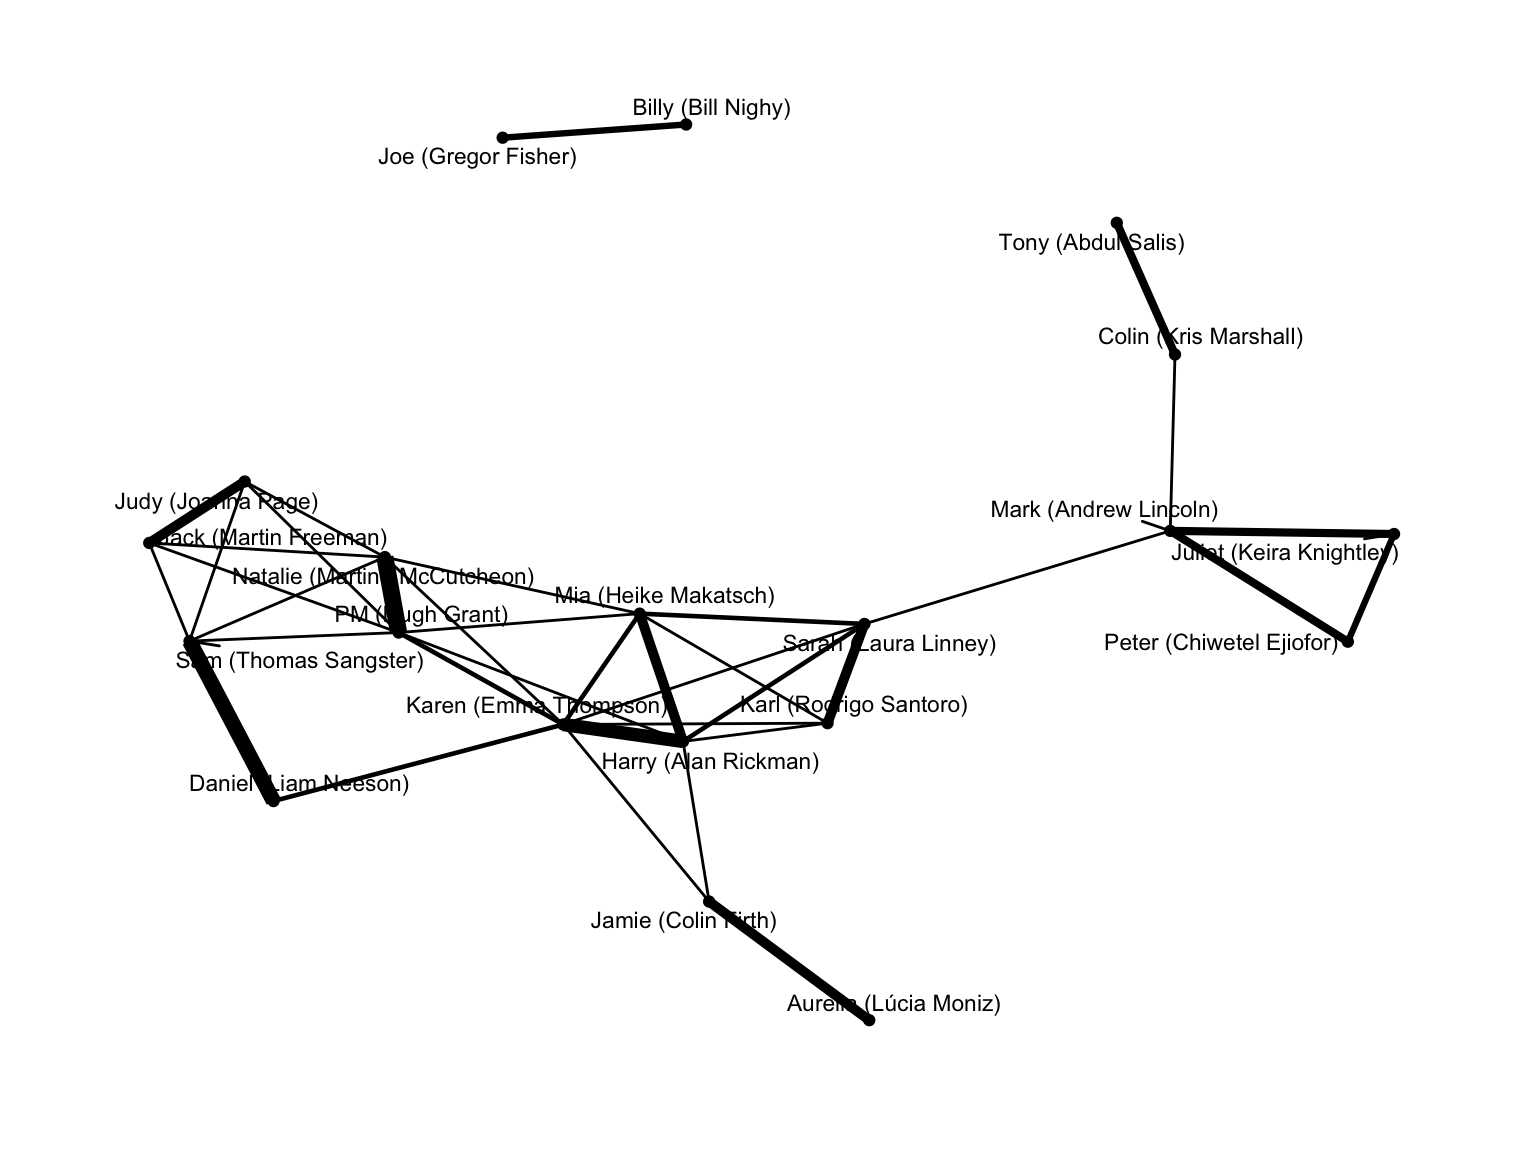 Billy (Bill Nighy)
Joe (Gregor Fisher)
Tony (Abdul Salis)
Colin (Kris Marshall)
Judy (Joanna Page)
Mark (Andrew Lincoln)
Jack (Martin Freeman)
Juliet (Keira Knightley)
Natalie (Martine McCutcheon)
Mia (Heike Makatsch)
PM (Hugh Grant)
Sarah (Laura Linney)
Peter (Chiwetel Ejiofor)
Sam (Thomas Sangster)
Karen (Emma Thompson)
Karl (Rodrigo Santoro)
Harry (Alan Rickman)
Daniel (Liam Neeson)
Jamie (Colin Firth)
Aurelia (Lúcia Moniz)